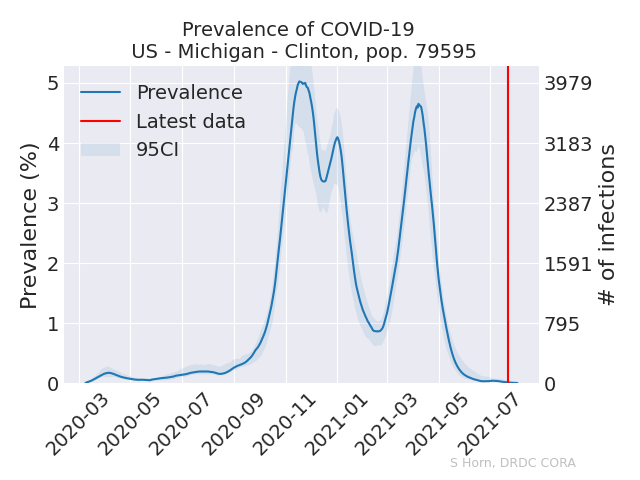 Prevalence of COVID-19
US - Michigan - Clinton, pop. 79595
Prevalence
Latest data
95CI
Prevalence (%)
5
4
3
2
1
0
3979
3183
2387
1591
795
0
# of infections
2020-03
2020-05
2020-07
2020-09
2020-11
2021-01
2021-03
2021-05
2021-07
S Horn, DRDC CORA